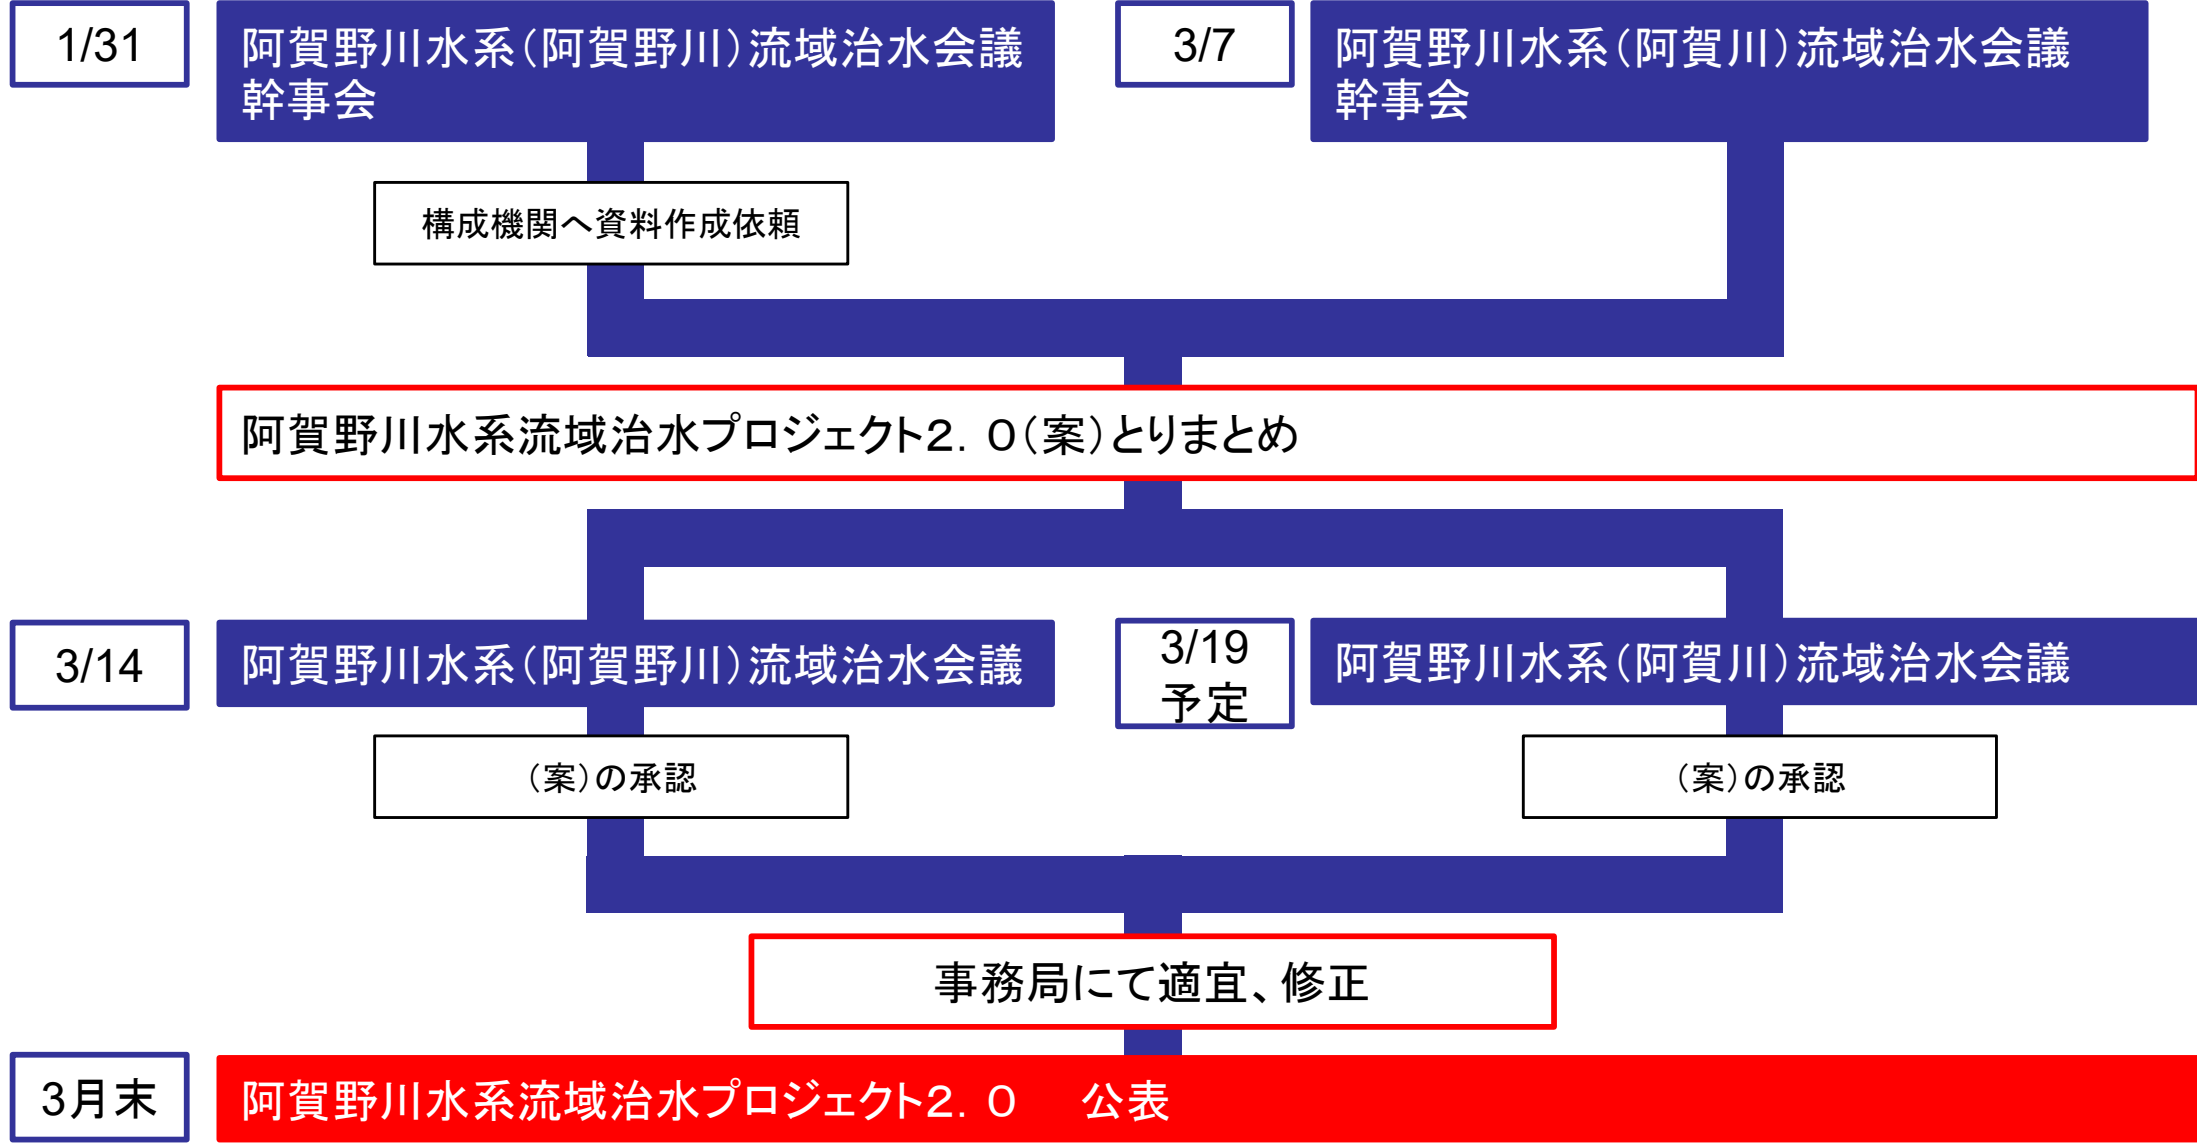 1/31
阿賀野川水系（阿賀野川）流域治水会議
幹事会
3/7
阿賀野川水系（阿賀川）流域治水会議
幹事会
構成機関へ資料作成依頼
阿賀野川水系流域治水プロジェクト２．０（案）とりまとめ
3/14
阿賀野川水系（阿賀野川）流域治水会議
3/19
予定
阿賀野川水系（阿賀川）流域治水会議
（案）の承認
（案）の承認
事務局にて適宜、修正
3月末
阿賀野川水系流域治水プロジェクト２．０　公表